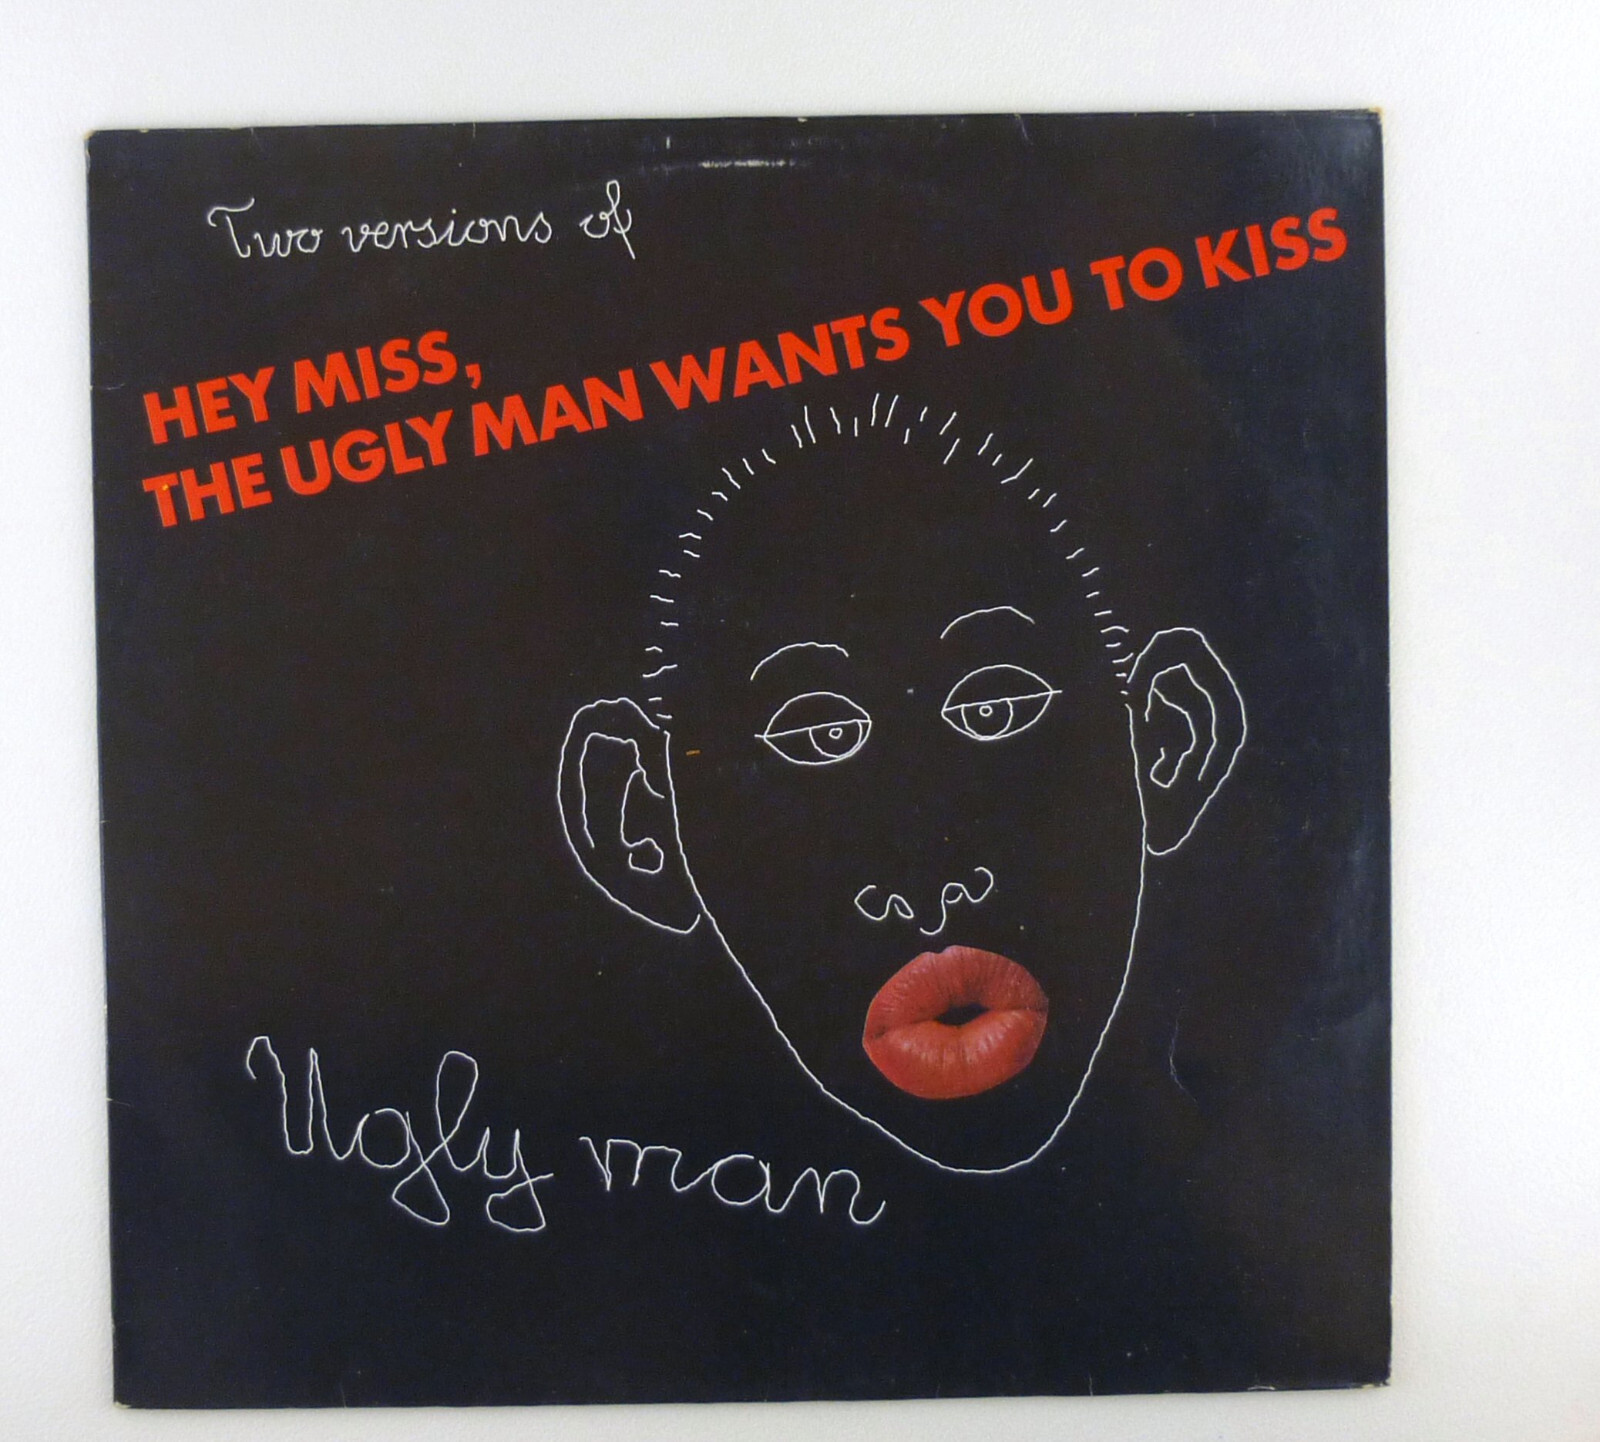 Two versions of
HEY MISS,
THE UGLY MAN WANTS YOU TO KISS
Ugly man